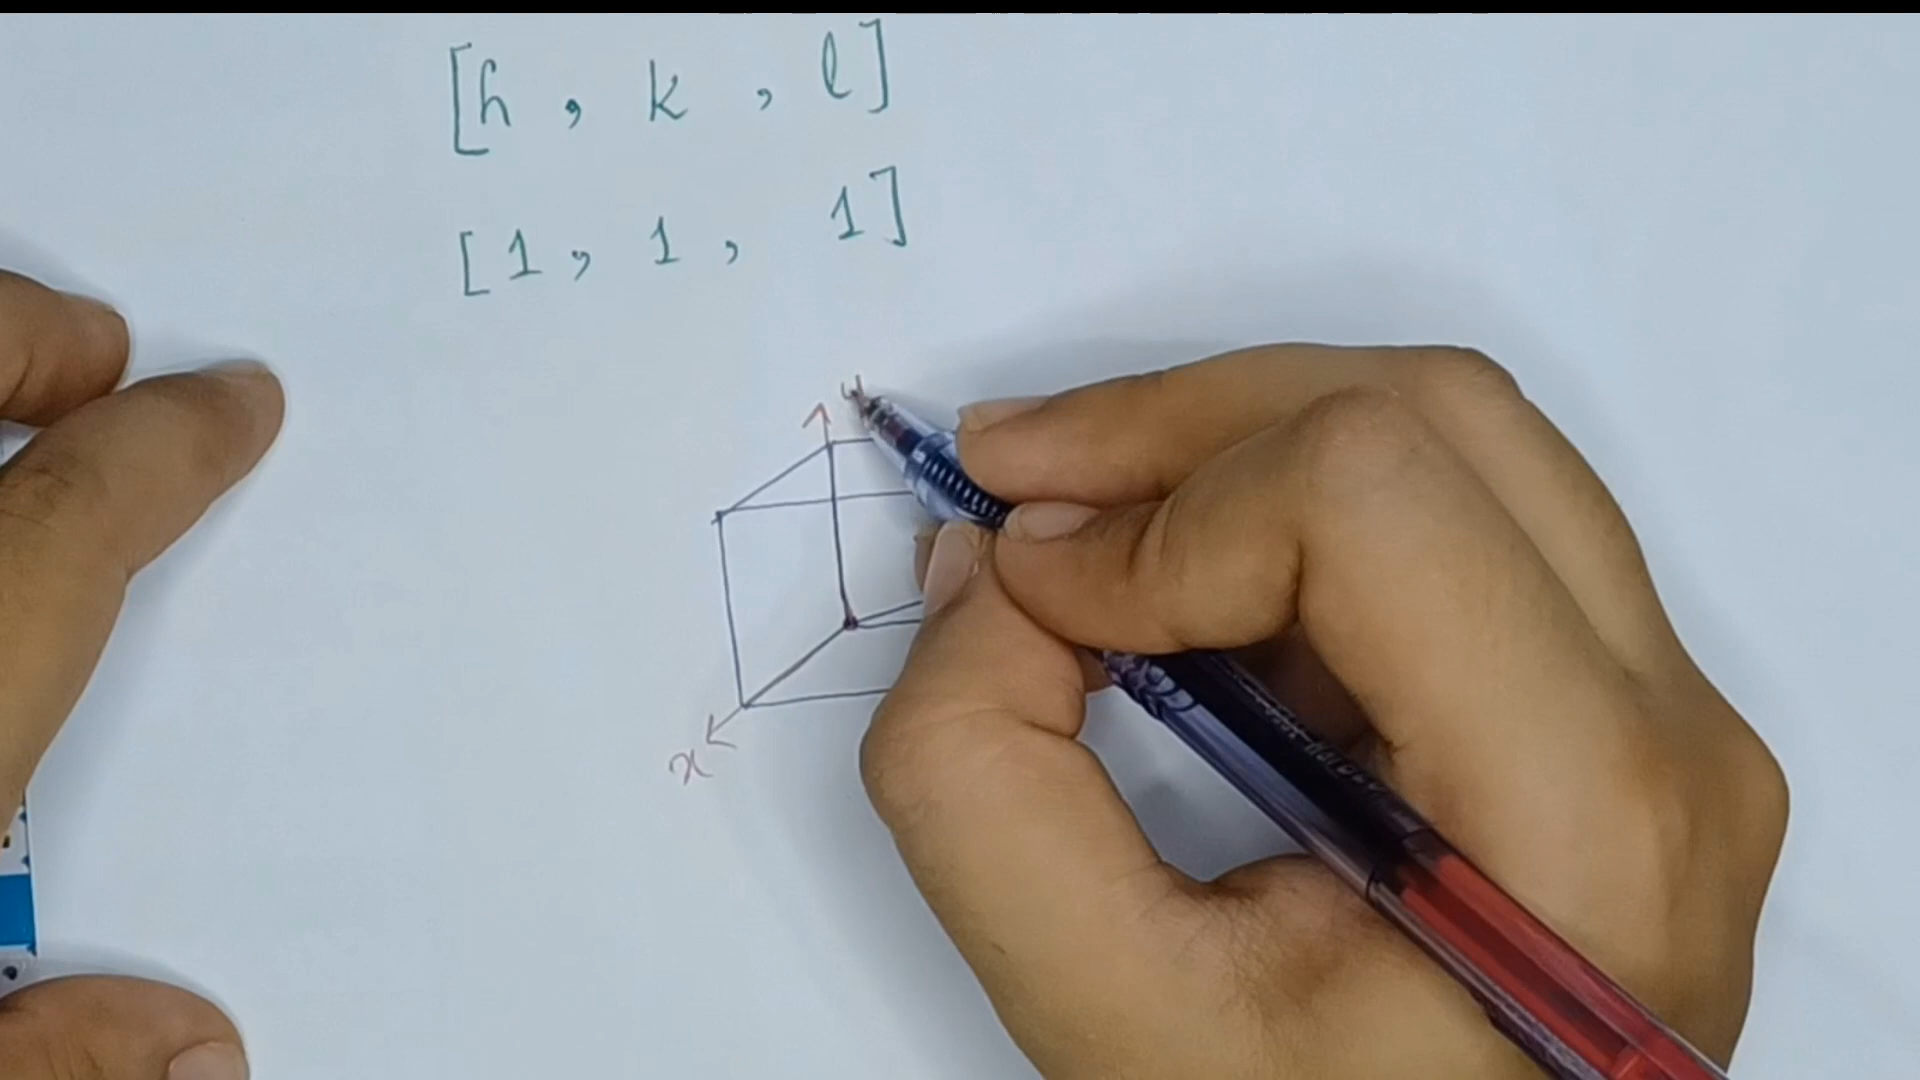 [h , k , l]
[1 , 1 , 1]
x